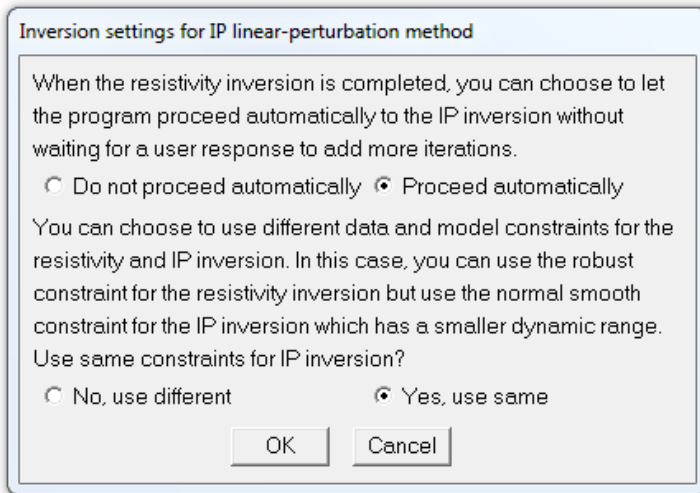 Inversion settings for IP linear-perturbation method
When the resistivity inversion is completed, you can choose to let
the program proceed automatically to the IP inversion without
waiting for a user response to add more iterations.
Do not proceed automatically Proceed automatically
You can choose to use different data and model constraints for the
resistivity and IP inversion. In this case, you can use the robust
constraint for the resistivity inversion but use the normal smooth
constraint for the IP inversion which has a smaller dynamic range.
Use same constraints for IP inversion?
No, use different Yes, use same
OK Cancel